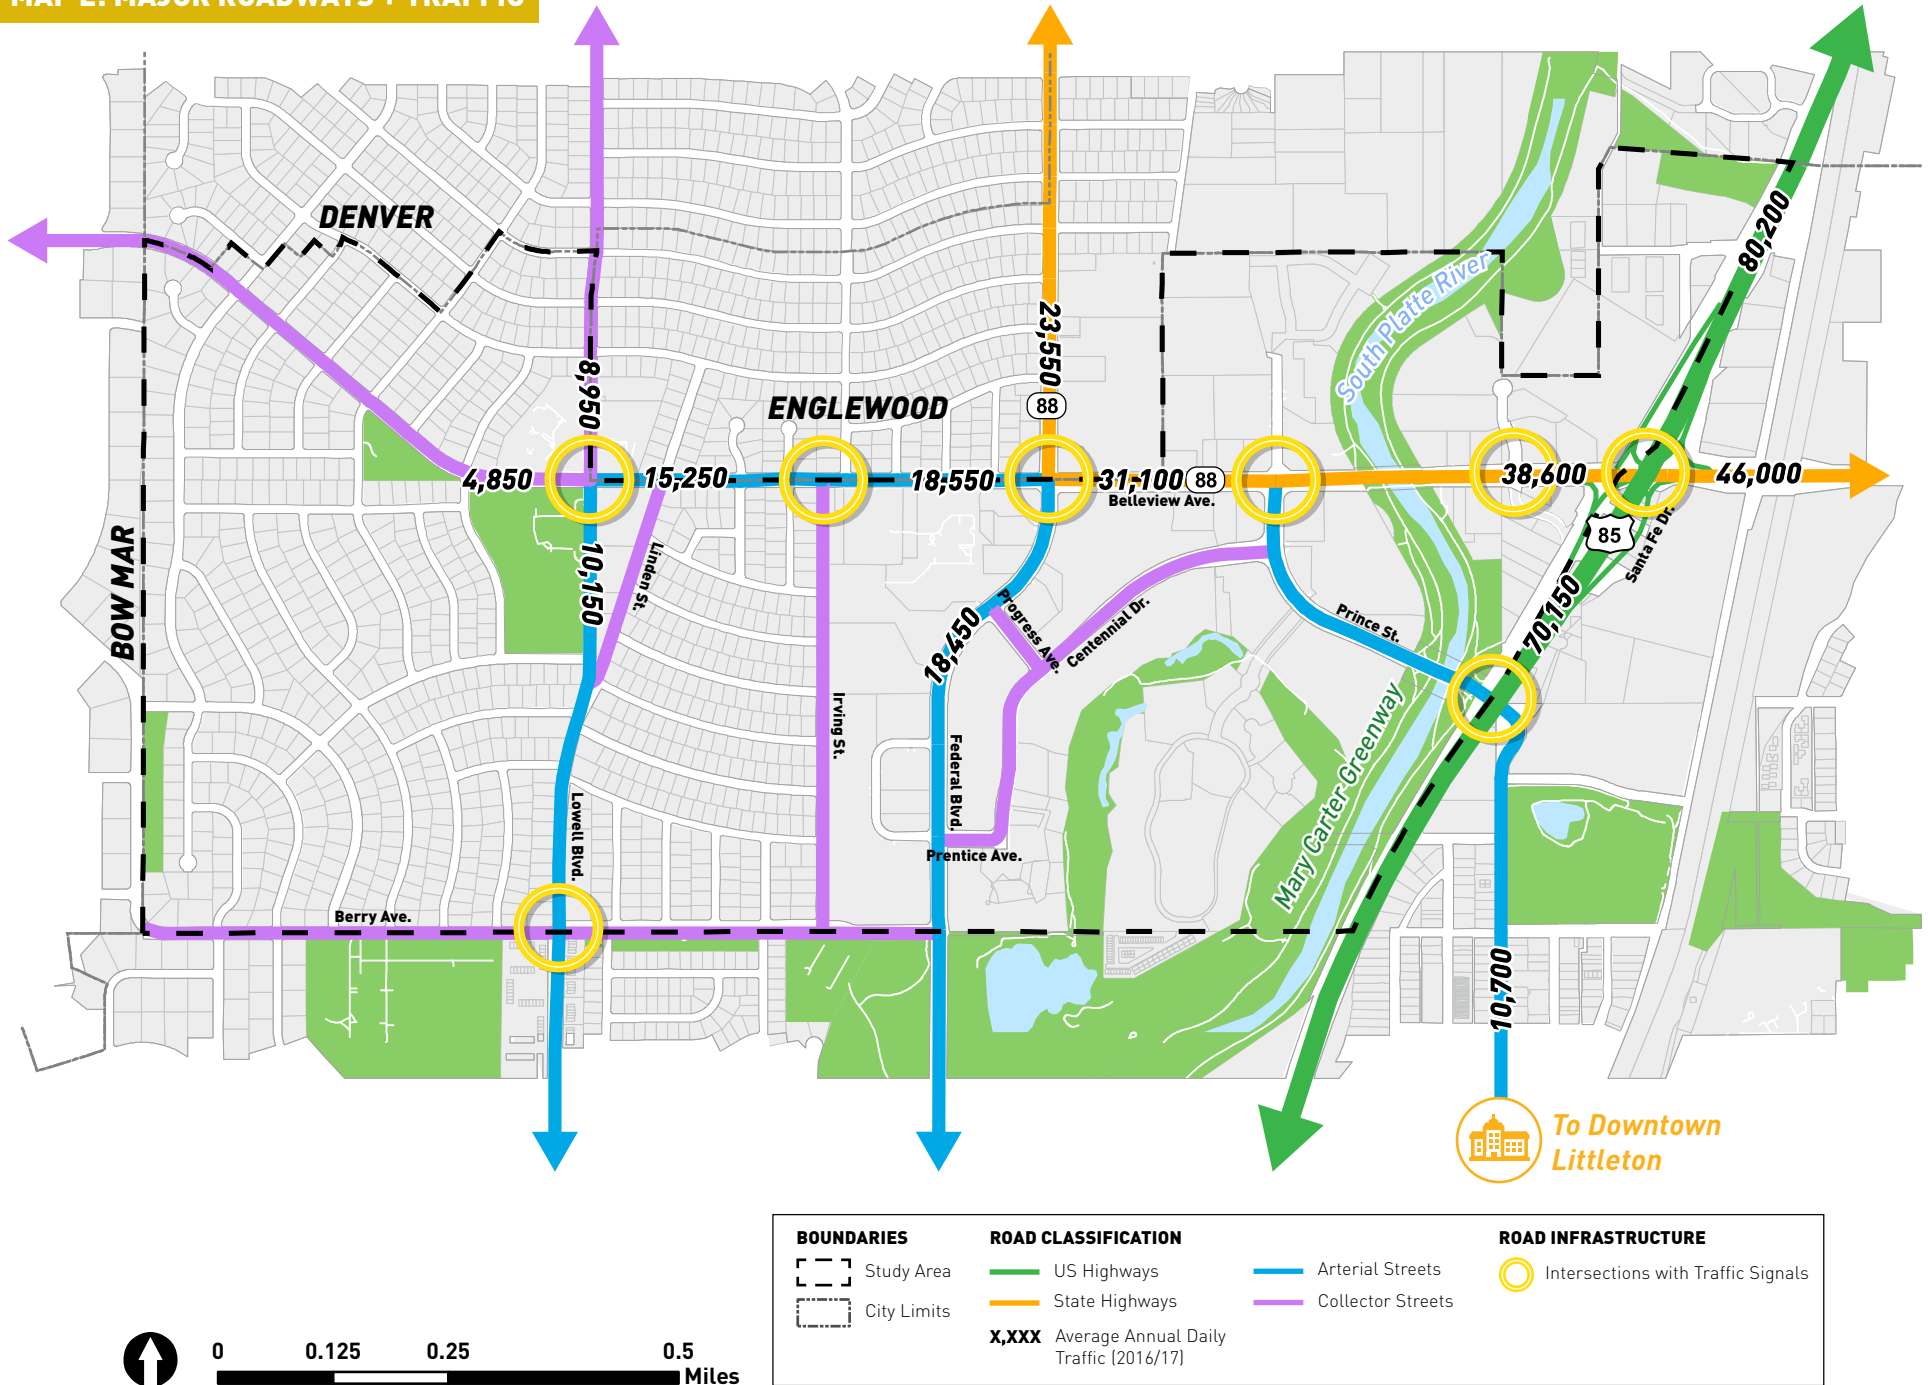 MAP 2: MAJOR ROADWAYS + TRAFFIC
DENVER
ENGLEWOOD
BOW MAR
80,200
23,550
88
8,950
South Platte River
4,850
15,250
18,550
31,100
88
Belleview Ave.
38,600
46,000
85
Santa Fe Dr.
10,150
Linden St.
70,150
18,450
Progress Ave.
Centennial Dr.
Prince St.
Irving St.
Federal Blvd.
Mary Carter Greenway
Lowell Blvd.
Prentice Ave.
Berry Ave.
10,700
To Downtown
Littleton
BOUNDARIES
Study Area
City Limits
ROAD CLASSIFICATION
US Highways
State Highways
X,XXX Average Annual Daily
Traffic (2016/17)
Arterial Streets
Collector Streets
ROAD INFRASTRUCTURE
Intersections with Traffic Signals
0 0.125 0.25 0.5
Miles